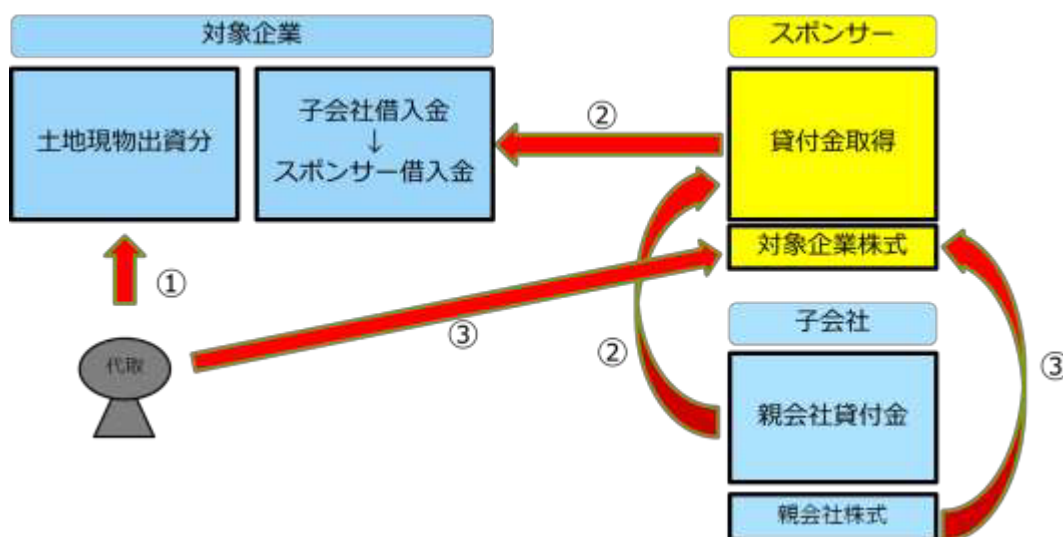 対象企業
スポンサー
土地現物出資分
子会社借入金
↓
スポンサー借入金
②
貸付金取得
対象企業株式
①
③
子会社
代取
②
③
親会社貸付金
親会社株式